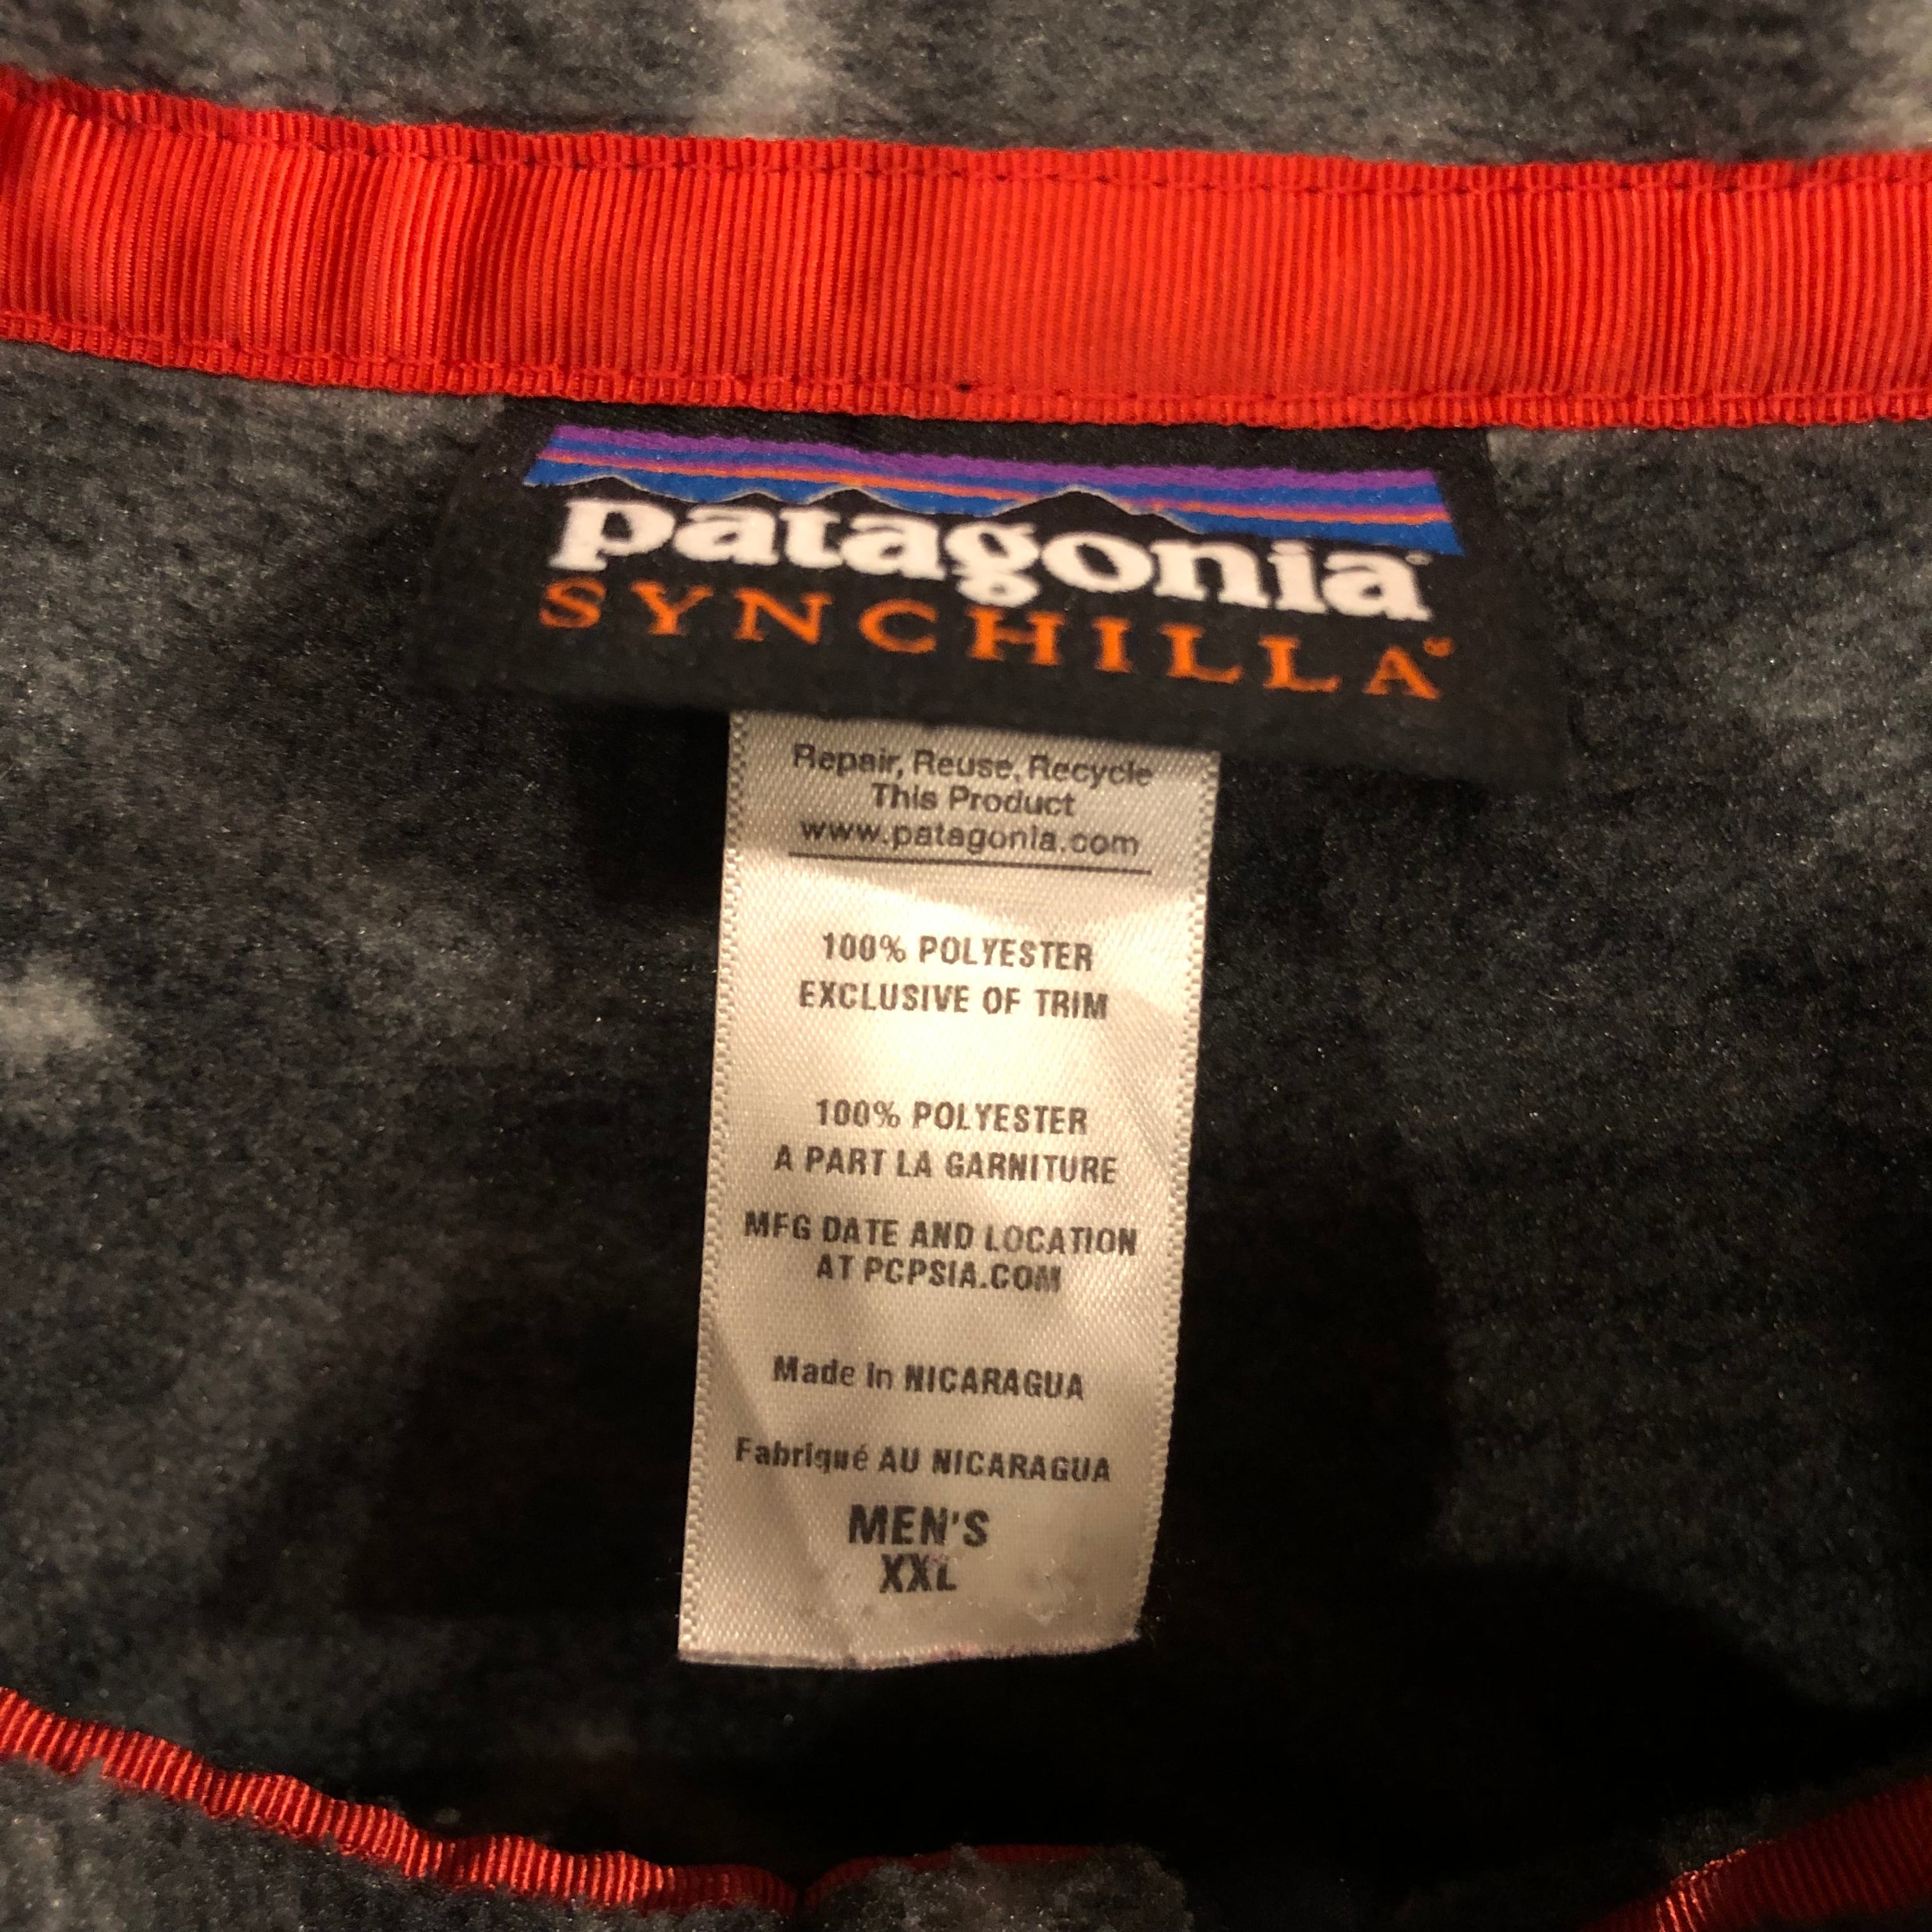 patagonia
SYNCHILLA
Repair, Reuse, Recycle
This Product
www.patagonia.com
100% POLYESTER
EXCLUSIVE OF TRIM
100% POLYESTER
A PART LA GARNITURE
MFG DATE AND LOCATION
AT PCPSIA.COM
Made In NICARAGUA
Fabriqué AU NICARAGUA
MEN'S
XXL